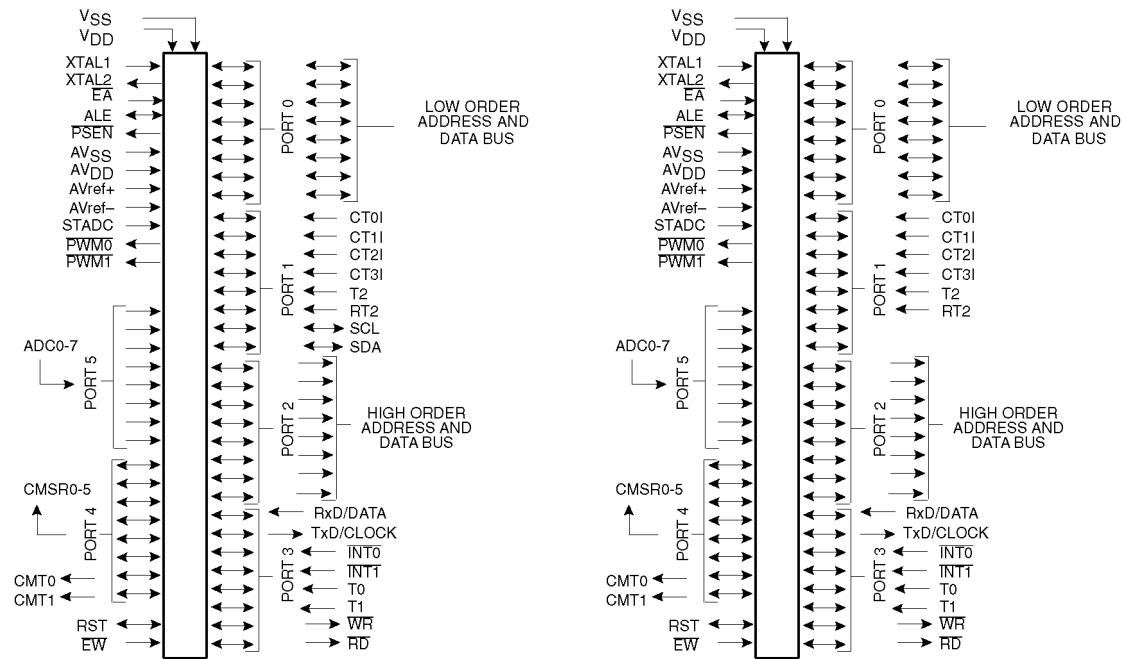 VSS
VDD
XTAL1
XTAL2
EA
ALE
PSEN
AVSS
AVDD
AVref+
AVref–
STADC
PWM0
PWM1
ADC0-7
PORT 5
CMSR0-5
PORT 4
CMT0
CMT1
RST
EW
PORT 0
LOW ORDER
ADDRESS AND
DATA BUS
PORT 1
CT0I
CT1I
CT2I
CT3I
T2
RT2
SCL
SDA
PORT 2
HIGH ORDER
ADDRESS AND
DATA BUS
PORT 3
RxD/DATA
TxD/CLOCK
INT0
INT1
T0
T1
WR
RD
VSS
VDD
XTAL1
XTAL2
EA
ALE
PSEN
AVSS
AVDD
AVref+
AVref–
STADC
PWM0
PWM1
ADC0-7
PORT 5
CMSR0-5
PORT 4
CMT0
CMT1
RST
EW
PORT 0
LOW ORDER
ADDRESS AND
DATA BUS
PORT 1
CT0I
CT1I
CT2I
CT3I
T2
RT2
PORT 2
HIGH ORDER
ADDRESS AND
DATA BUS
PORT 3
RxD/DATA
TxD/CLOCK
INT0
INT1
T0
T1
WR
RD